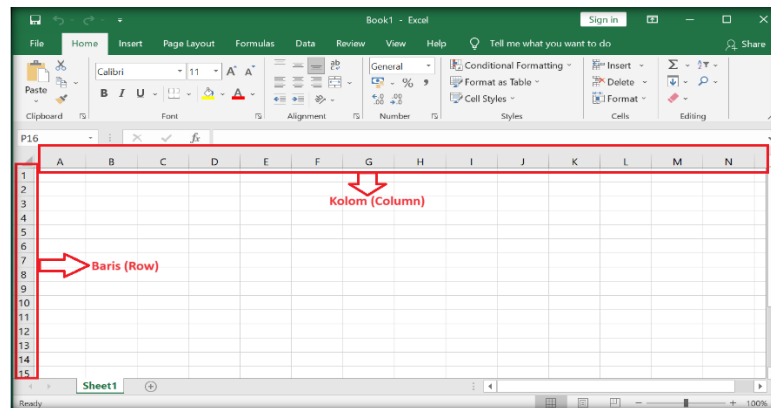 Book1 - Excel
Sign in
File Home Insert Page Layout Formulas Data Review View Help Tell me what you want to do Share
Paste
Calibri 11 A A
B I U A
ab
General
% 9
.00
Conditional Formatting
Format as Table
Cell Styles
Insert
Delete
Format
Clipboard Font Alignment Number Styles Cells Editing
P16 fx
A B C D E F G H I J K L M N
1
2
3 Kolom (Column)
4
5
6
7 Baris (Row)
8
9
10
11
12
13
14
15
Sheet1
Ready 100%